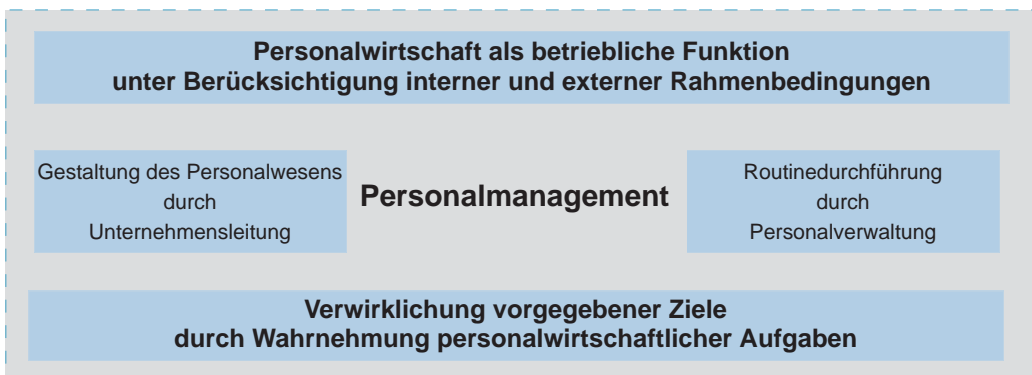 Personalwirtschaft als betriebliche Funktion
unter Berücksichtigung interner und externer Rahmenbedingungen
Gestaltung des Personalwesens
durch
Unternehmensleitung
Personalmanagement
Routinedurchführung
durch
Personalverwaltung
Verwirklichung vorgegebener Ziele
durch Wahrnehmung personalwirtschaftlicher Aufgaben